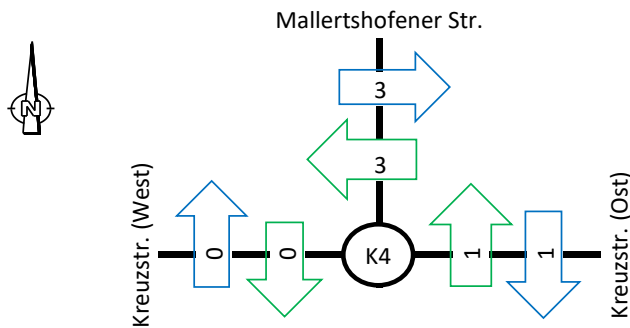 Mallertshofener Str.
N
3
3
Kreuzstr. (West)
0
0
K4
1
1
Kreuzstr. (Ost)